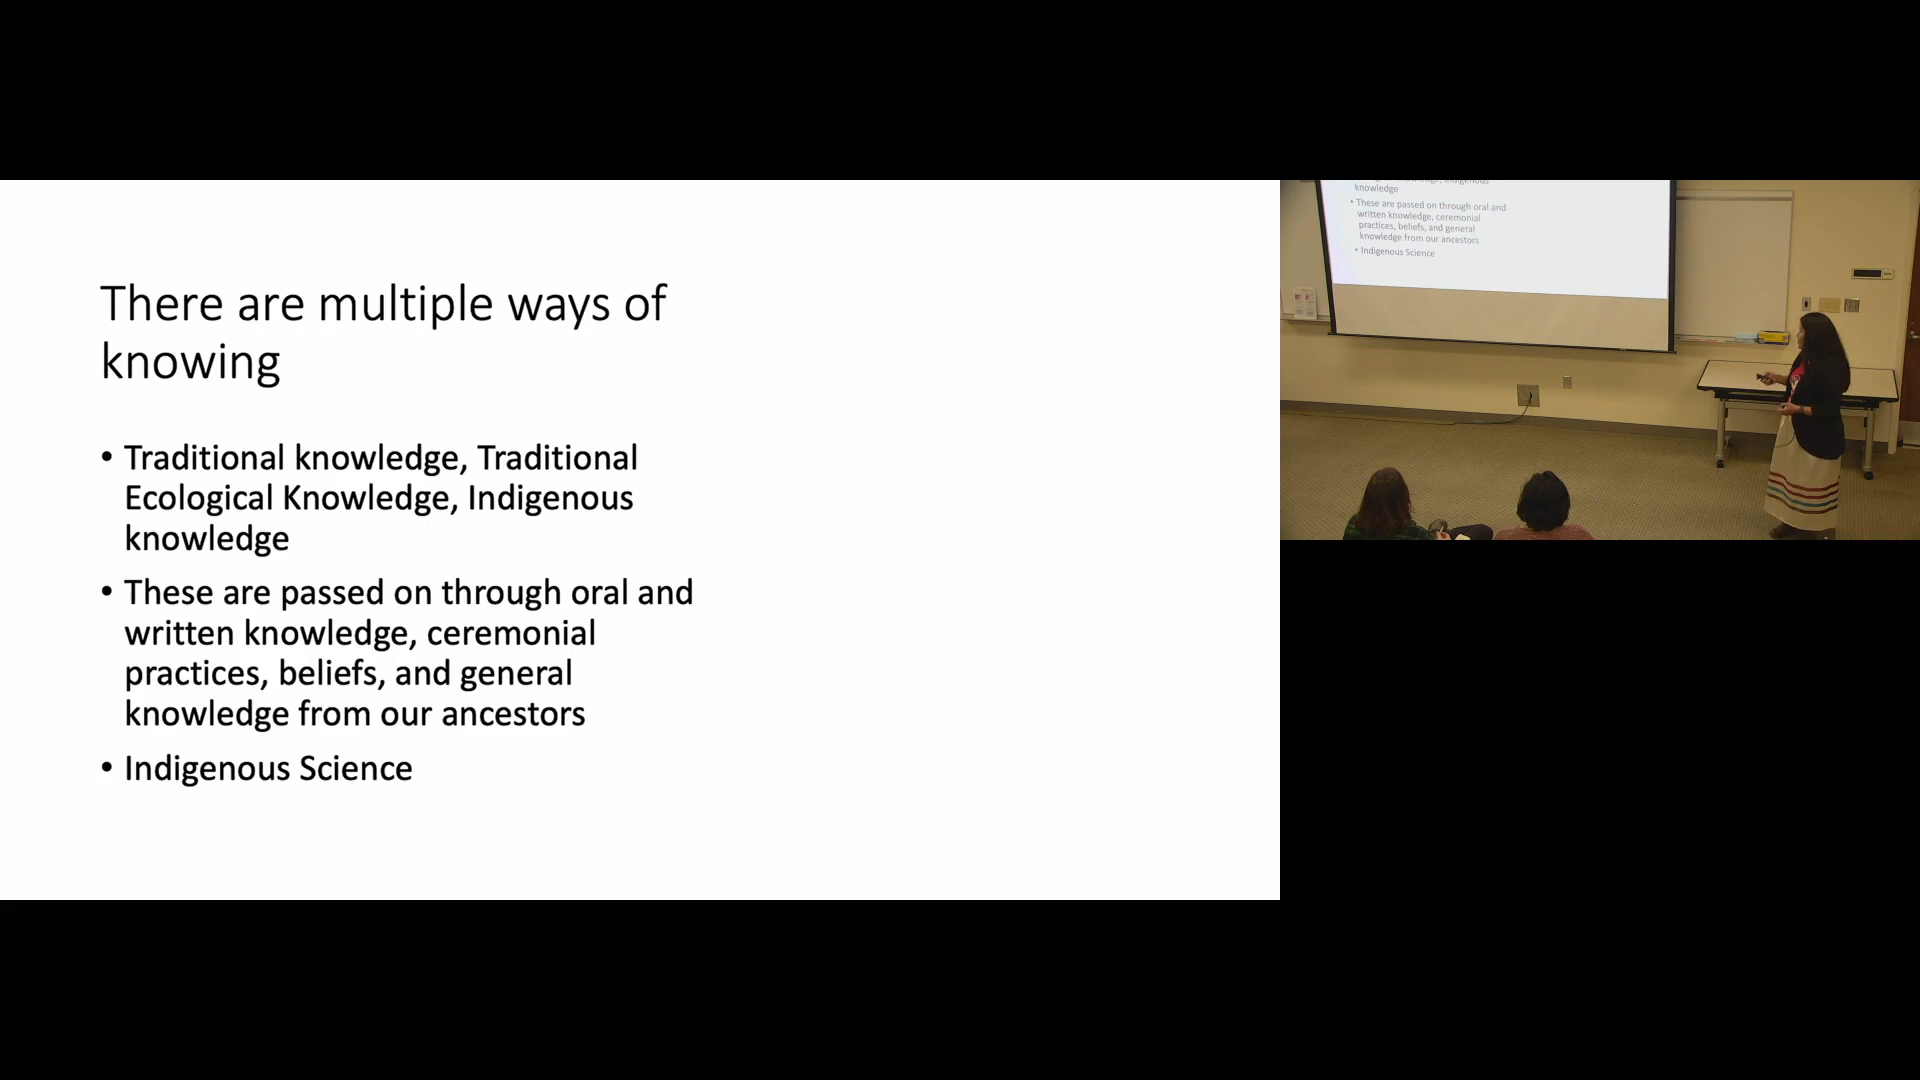 There are multiple ways of
knowing
• Traditional knowledge, Traditional
Ecological Knowledge, Indigenous
knowledge
• These are passed on through oral and
written knowledge, ceremonial
practices, beliefs, and general
knowledge from our ancestors
• Indigenous Science
knowledge
• These are passed on through oral and
written knowledge, ceremonial
practices, beliefs, and general
knowledge from our ancestors
• Indigenous Science